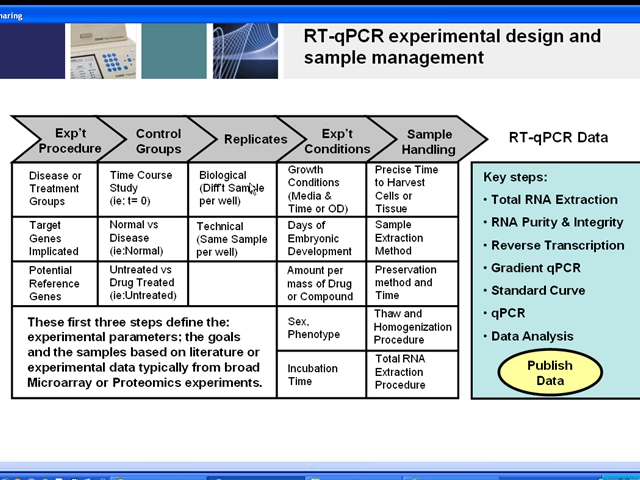 haring
RT-qPCR experimental design and
sample management
Exp't
Procedure
Control
Groups
Replicates
Exp't
Conditions
Sample
Handling
RT-qPCR Data
Disease or
Treatment
Groups
Time Course
Study
(ie: t= 0)
Biological
(Diff't Sample
per well)
Growth
Conditions
(Media &
Time or OD)
Precise Time
to Harvest
Cells or
Tissue
Target
Genes
Implicated
Normal vs
Disease
(ie:Normal)
Technical
(Same Sample
per well)
Days of
Embryonic
Development
Sample
Extraction
Method
Potential
Reference
Genes
Untreated vs
Drug Treated
(ie:Untreated)
Amount per
mass of Drug
or Compound
Preservation
method and
Time
These first three steps define the:
experimental parameters; the goals
and the samples based on literature or
experimental data typically from broad
Microarray or Proteomics experiments.
Sex,
Phenotype
Thaw and
Homogenization
Procedure
Incubation
Time
Total RNA
Extraction
Procedure
Key steps:
• Total RNA Extraction
• RNA Purity & Integrity
• Reverse Transcription
• Gradient qPCR
• Standard Curve
• qPCR
• Data Analysis
Publish
Data